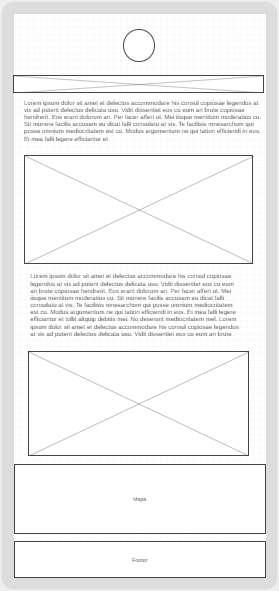 Lorem ipsum dolor sit amet et delectus accommodare his consul copiosae legendos at
vix ad putent delectus delicata usu. Vidit dissentiet eos cu eum an brute copiosae
hendrerit. Eos erant dolorum an. Per facer affert ut. Mei iisque mentitum moderatius cu.
Sit munere facilis accusam eu dicat falli consulatu at vis. Te facilisis mnesarchum qui
posse omnium mediocritatem est cu. Modus argumentum ne qui tation efficiendi in eos.
Ei mea falli legere efficiantur et
Lorem ipsum dolor sit amet et delectus accommodare his consul copiosae
legendos at vix ad putent delectus delicata usu. Vidit dissentiet eos cu eum
an brute copiosae hendrerit. Eos erant dolorum an. Per facer affert ut. Mei
iisque mentitum moderatius cu. Sit munere facilis accusam eu dicat falli
consulatu at vis. Te facilisis mnesarchum qui posse omnium mediocritatem
est cu. Modus argumentum ne qui tation efficiendi in eos. Ei mea falli legere
efficiantur et tollit aliquip debitis mei. No deserunt mediocritatem mel. Lorem
ipsum dolor sit amet et delectus accommodare his consul copiosae legendos
at vix ad putent delectus delicata usu. Vidit dissentiet eos cu eum an brute
Mapa
Footer